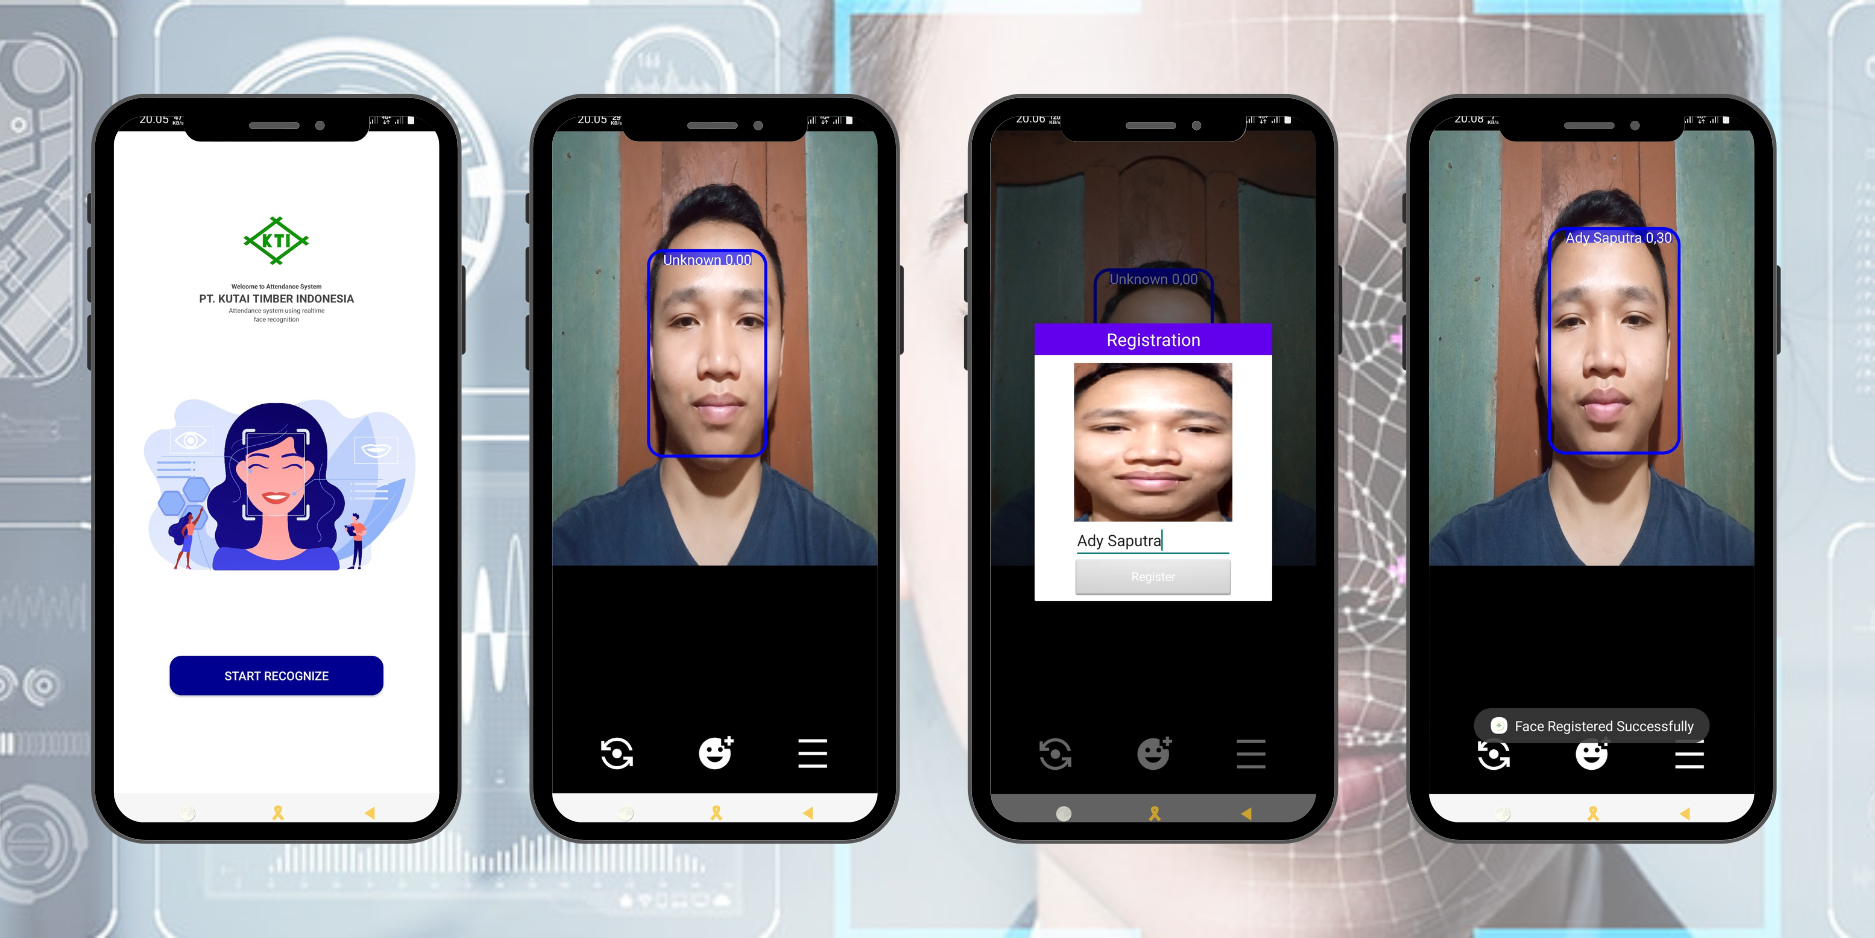 20.05
KTI
Welcome to Attendance System
PT. KUTAI TIMBER INDONESIA
Attendance system using realtime
face recognition
START RECOGNIZE
20.05
Unknown 0,00
20.06
Unknown 0,00
Registration
Ady Saputra
Register
20.08
Ady Saputra 0,30
Face Registered Successfully